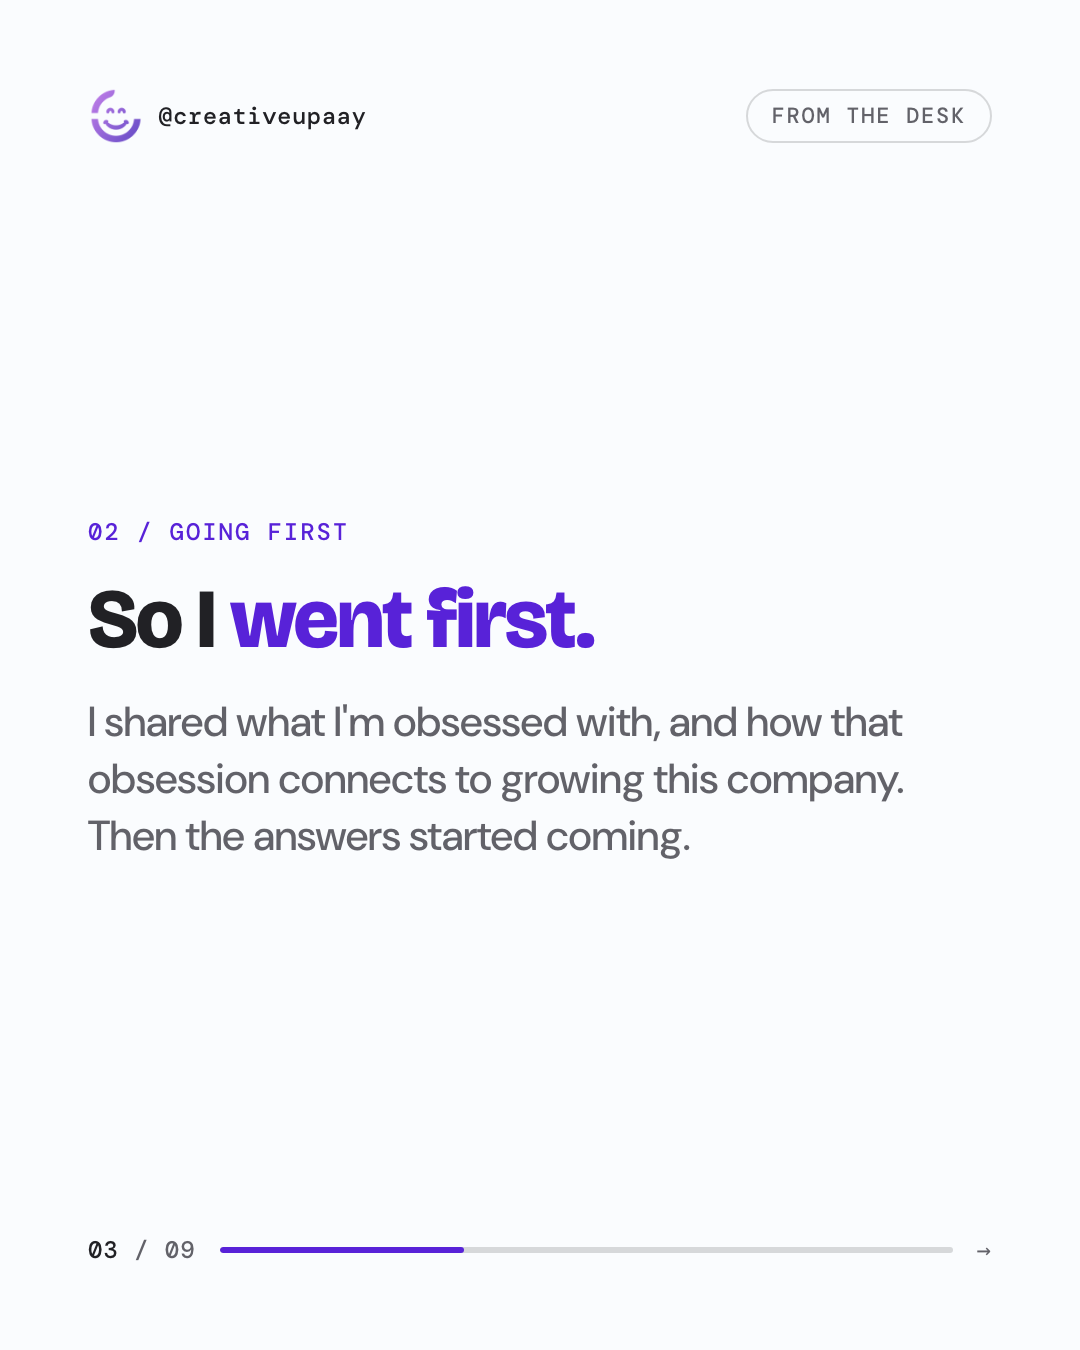 @creativeupaay
FROM THE DESK
02 / GOING FIRST
So I went first.
I shared what I'm obsessed with, and how that
obsession connects to growing this company.
Then the answers started coming.
03 / 09 →